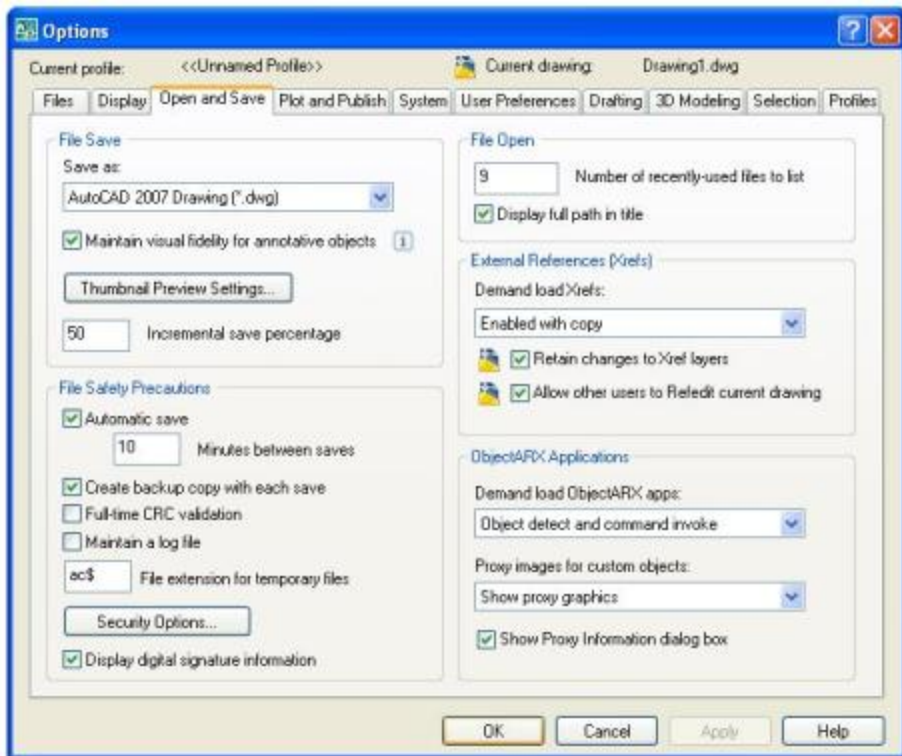 Options
Current profile: <<Unnamed Profile>> Current drawing: Drawing1.dwg
Files Display Open and Save Plot and Publish System User Preferences Drafting 3D Modeling Selection Profiles
File Save
Save as:
AutoCAD 2007 Drawing (*.dwg)
Maintain visual fidelity for annotative objects
Thumbnail Preview Settings...
50 Incremental save percentage
File Safety Precautions
Automatic save
10 Minutes between saves
Create backup copy with each save
Full-time CRC validation
Maintain a log file
ac$ File extension for temporary files
Security Options...
Display digital signature information
File Open
9 Number of recently-used files to list
Display full path in title
External References (Xrefs)
Demand load Xrefs:
Enabled with copy
Retain changes to Xref layers
Allow other users to Refedit current drawing
ObjectARX Applications
Demand load ObjectARX apps:
Object detect and command invoke
Proxy images for custom objects:
Show proxy graphics
Show Proxy Information dialog box
OK Cancel Apply Help